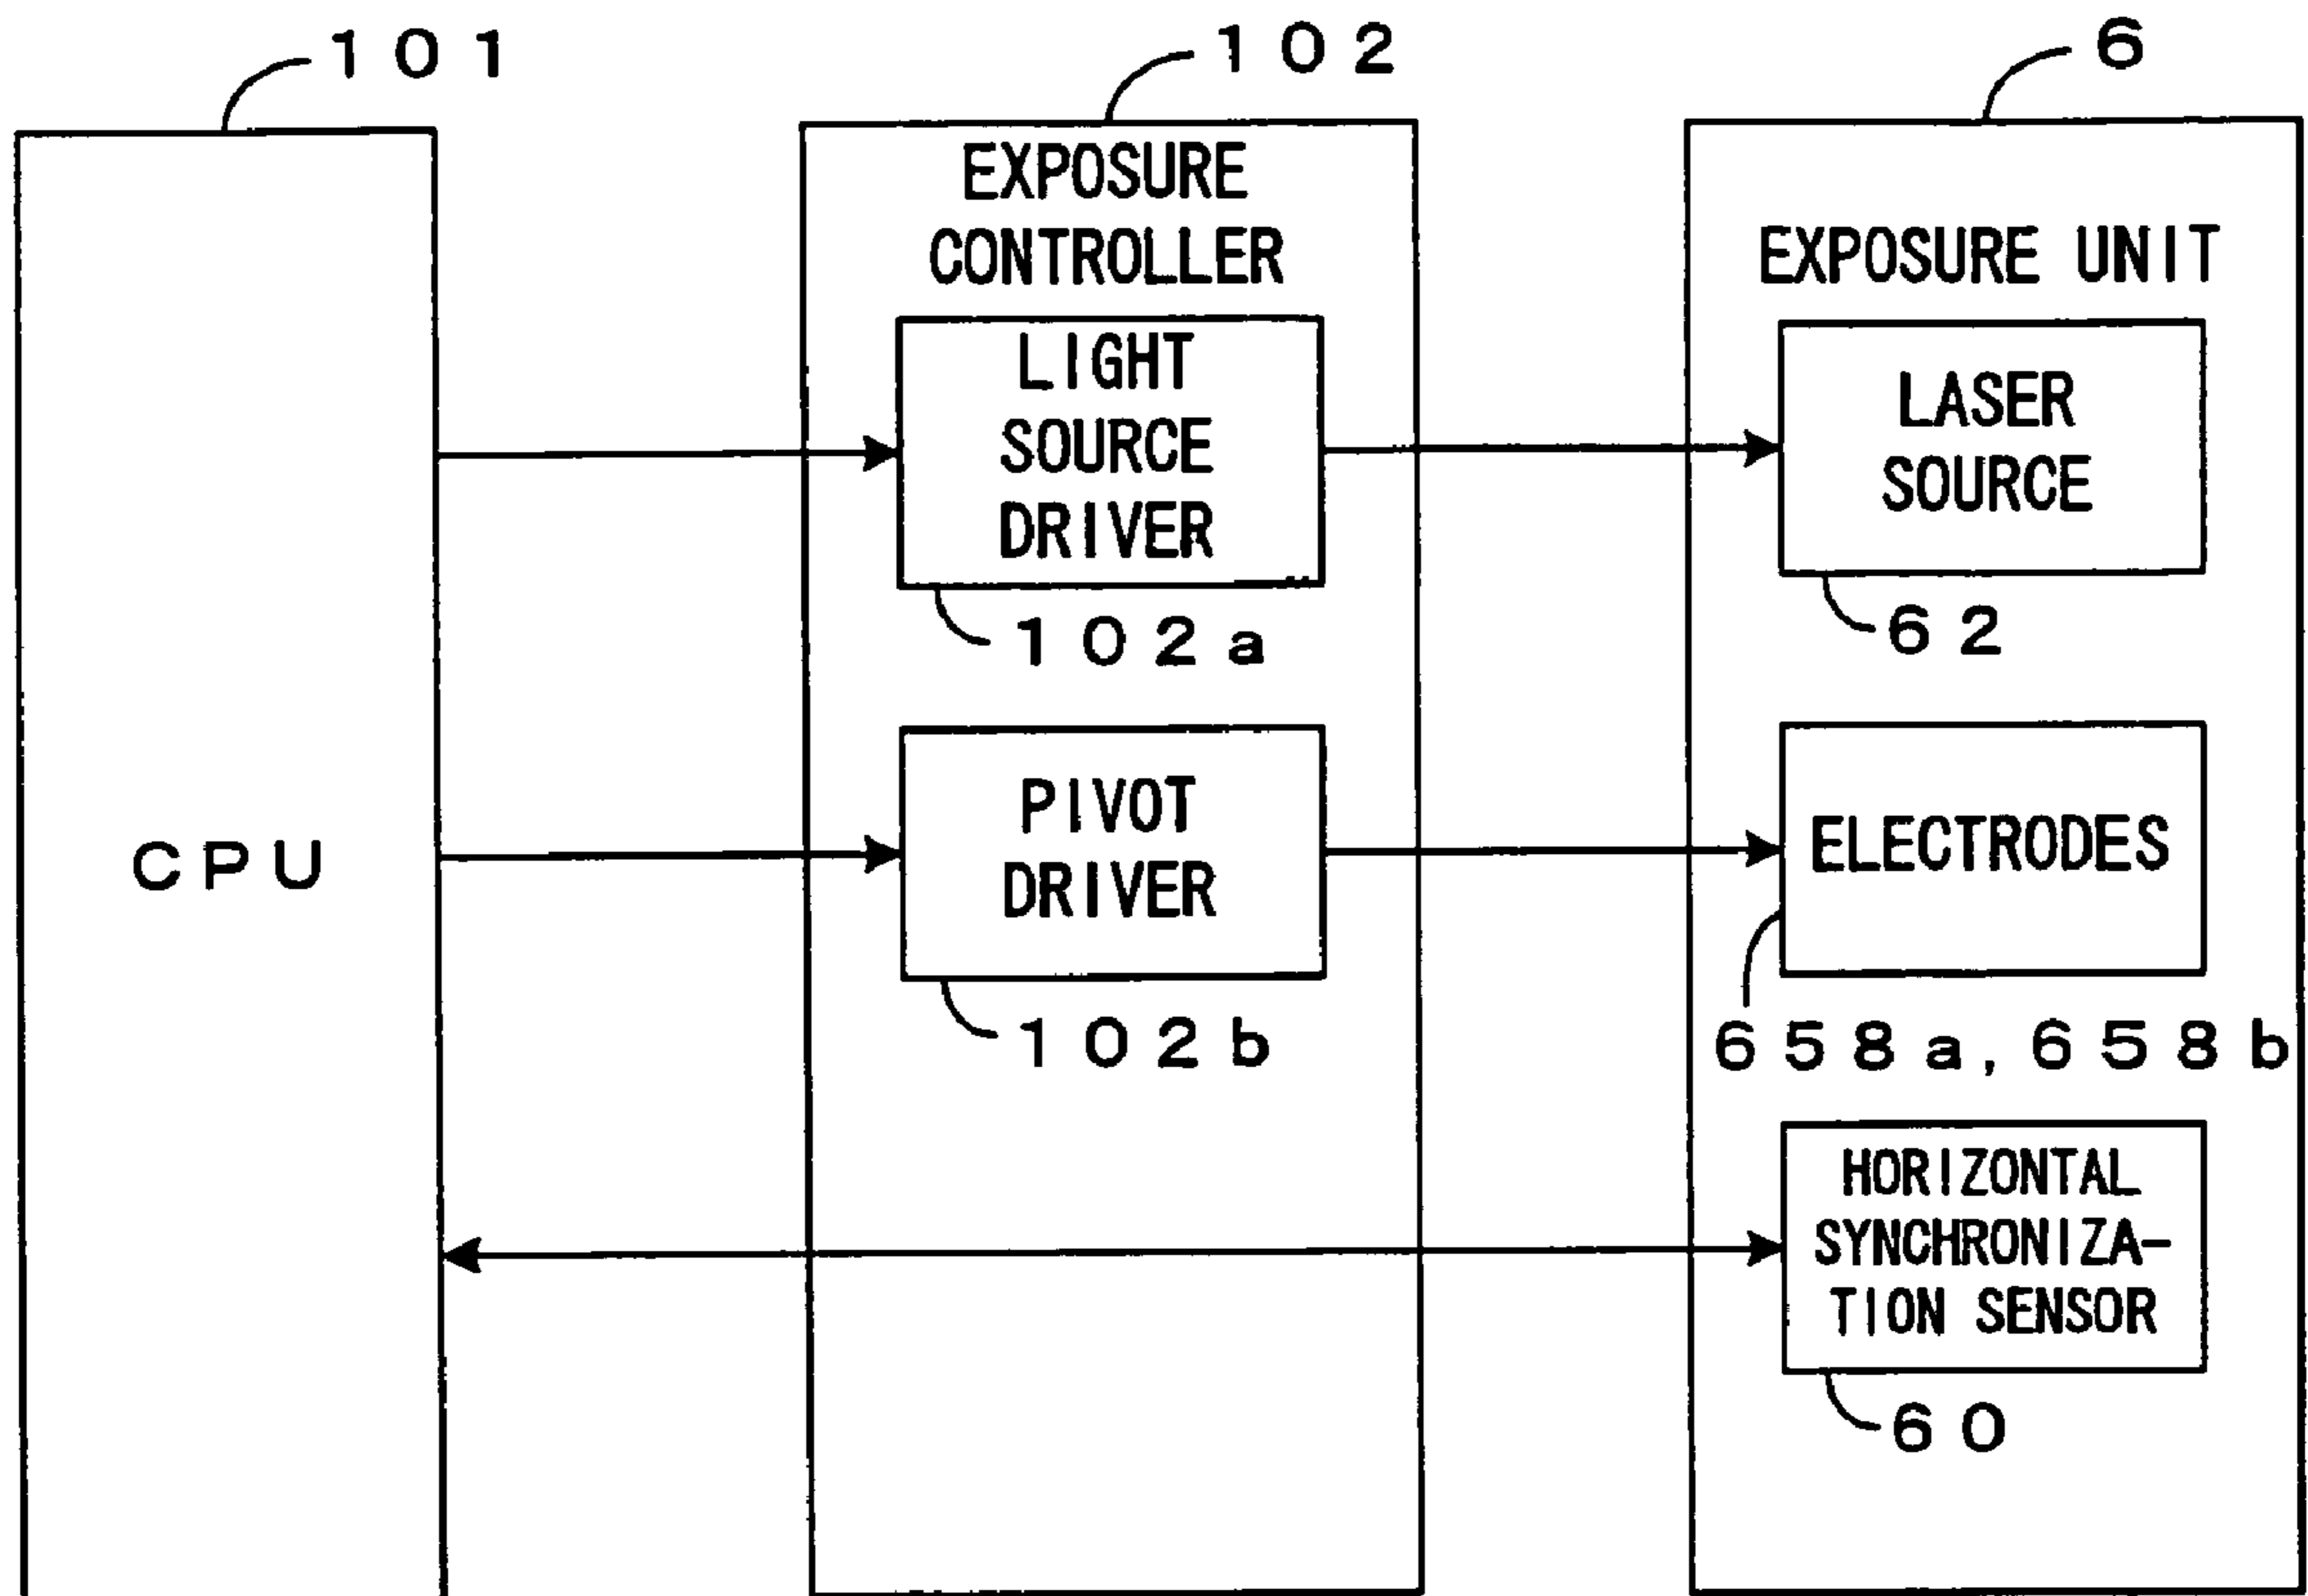 101
102
6
EXPOSURE
CONTROLLER
EXPOSURE UNIT
LIGHT
SOURCE
DRIVER
LASER
SOURCE
102a
62
CPU
PIVOT
DRIVER
ELECTRODES
102b
658a, 658b
HORIZONTAL
SYNCHRONIZA-
TION SENSOR
60